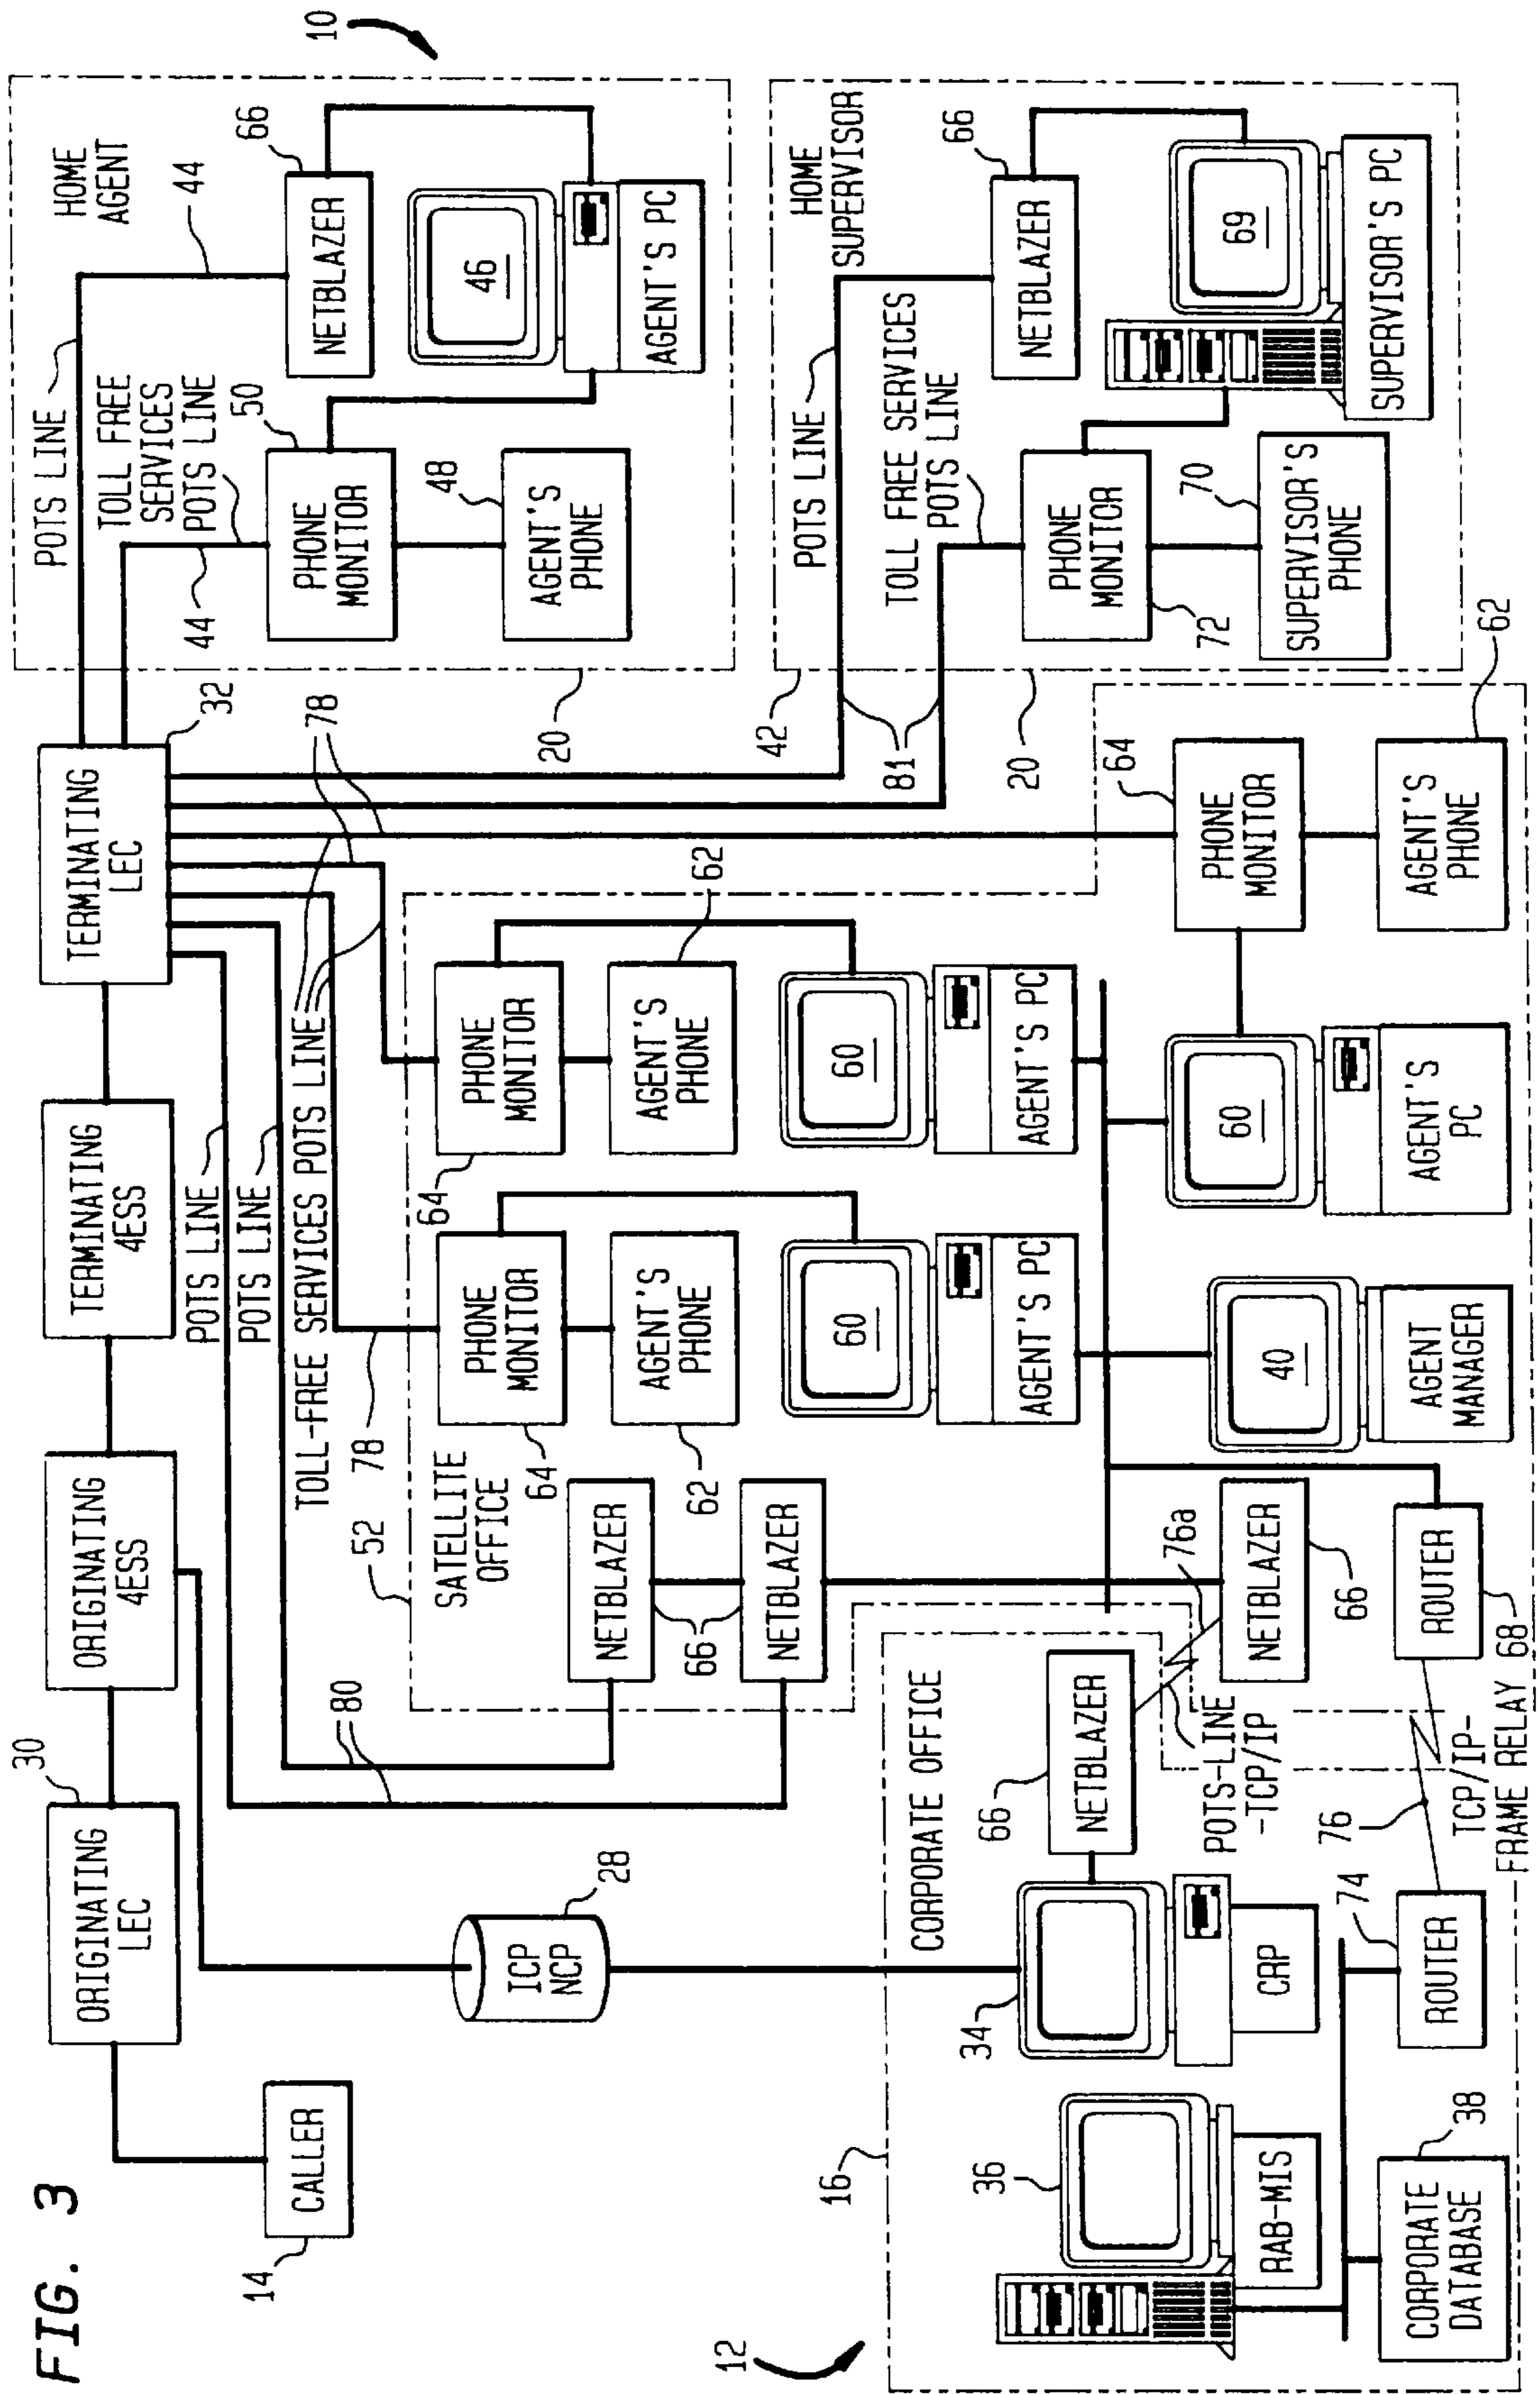 FIG. 3
10
12
14
CALLER
30
ORIGINATING
LEC
ORIGINATING
4ESS
TERMINATING
4ESS
TERMINATING
LEC
32
28
ICP
NCP
POTS LINE
POTS LINE
TOLL-FREE SERVICES POTS LINE
80
78
78
HOME
AGENT
POTS LINE
44
TOLL FREE
SERVICES
POTS LINE
44
50
66
NETBLAZER
PHONE
MONITOR
48
AGENT'S
PHONE
46
AGENT'S PC
20
HOME
SUPERVISOR
POTS LINE
TOLL FREE SERVICES
POTS LINE
66
NETBLAZER
PHONE
MONITOR
72
70
SUPERVISOR'S
PHONE
69
SUPERVISOR'S PC
42
81
20
52
SATELLITE
OFFICE
NETBLAZER
66
NETBLAZER
64
PHONE
MONITOR
62
AGENT'S
PHONE
60
AGENT'S PC
64
PHONE
MONITOR
62
AGENT'S
PHONE
60
AGENT'S PC
64
PHONE
MONITOR
62
AGENT'S
PHONE
60
AGENT'S
PC
40
AGENT
MANAGER
76a
NETBLAZER
66
ROUTER
68
16
CORPORATE OFFICE
66
NETBLAZER
POTS-LINE
-TCP/IP
TCP/IP-
FRAME RELAY
76
74
ROUTER
34
CRP
36
RAB-MIS
38
CORPORATE
DATABASE